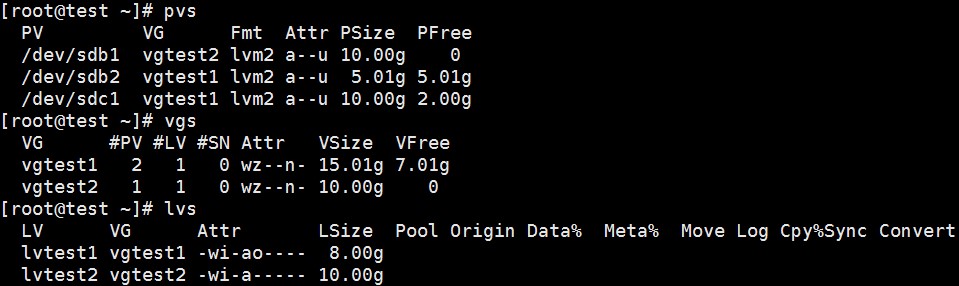 [root@test ~]# pvs
  PV         VG      Fmt  Attr PSize  PFree
  /dev/sdb1  vgtest2 lvm2 a--u 10.00g    0
  /dev/sdb2  vgtest1 lvm2 a--u  5.01g 5.01g
  /dev/sdc1  vgtest1 lvm2 a--u 10.00g 2.00g
[root@test ~]# vgs
  VG      #PV #LV #SN Attr   VSize  VFree
  vgtest1   2   1   0 wz--n- 15.01g 7.01g
  vgtest2   1   1   0 wz--n- 10.00g    0
[root@test ~]# lvs
  LV      VG      Attr       LSize  Pool Origin Data%  Meta%  Move Log Cpy%Sync Convert
  lvtest1 vgtest1 -wi-ao----  8.00g
  lvtest2 vgtest2 -wi-a----- 10.00g